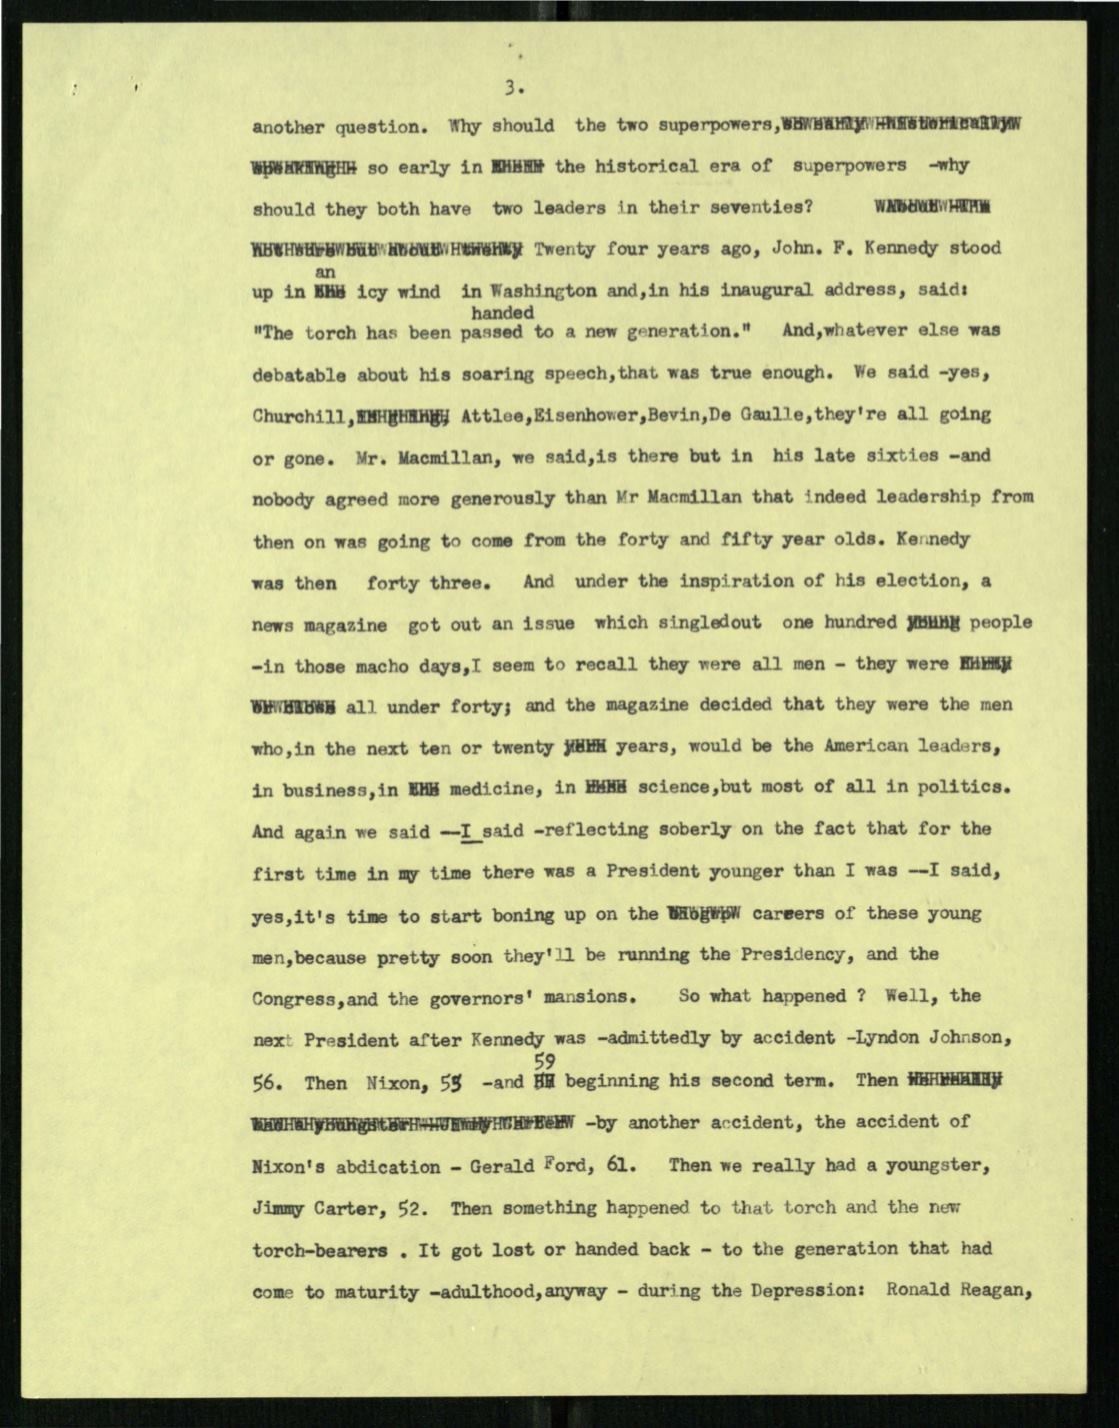 3.
another question. Why should the two superpowers,
so early in the historical era of superpowers -why
should they both have two leaders in their seventies?
Twenty four years ago, John. F. Kennedy stood
an
up in icy wind in Washington and,in his inaugural address, said:
handed
"The torch has been passed to a new generation." And,whatever else was
debatable about his soaring speech,that was true enough. We said -yes,
Churchill, Attlee,Eisenhower,Bevin,De Gaulle,they're all going
or gone. Mr. Macmillan, we said,is there but in his late sixties -and
nobody agreed more generously than Mr Macmillan that indeed leadership from
then on was going to come from the forty and fifty year olds. Kennedy
was then forty three. And under the inspiration of his election, a
news magazine got out an issue which singledout one hundred young people
-in those macho days,I seem to recall they were all men - they were
all under forty; and the magazine decided that they were the men
who,in the next ten or twenty years, would be the American leaders,
in business,in medicine, in science,but most of all in politics.
And again we said --I said -reflecting soberly on the fact that for the
first time in my time there was a President younger than I was --I said,
yes,it's time to start boning up on the careers of these young
men,because pretty soon they'll be running the Presidency, and the
Congress,and the governors' mansions. So what happened ? Well, the
next President after Kennedy was -admittedly by accident -Lyndon Johnson,
59
56. Then Nixon, 55 -and beginning his second term. Then
-by another accident, the accident of
Nixon's abdication - Gerald Ford, 61. Then we really had a youngster,
Jimmy Carter, 52. Then something happened to that torch and the new
torch-bearers . It got lost or handed back - to the generation that had
come to maturity -adulthood,anyway - during the Depression: Ronald Reagan,